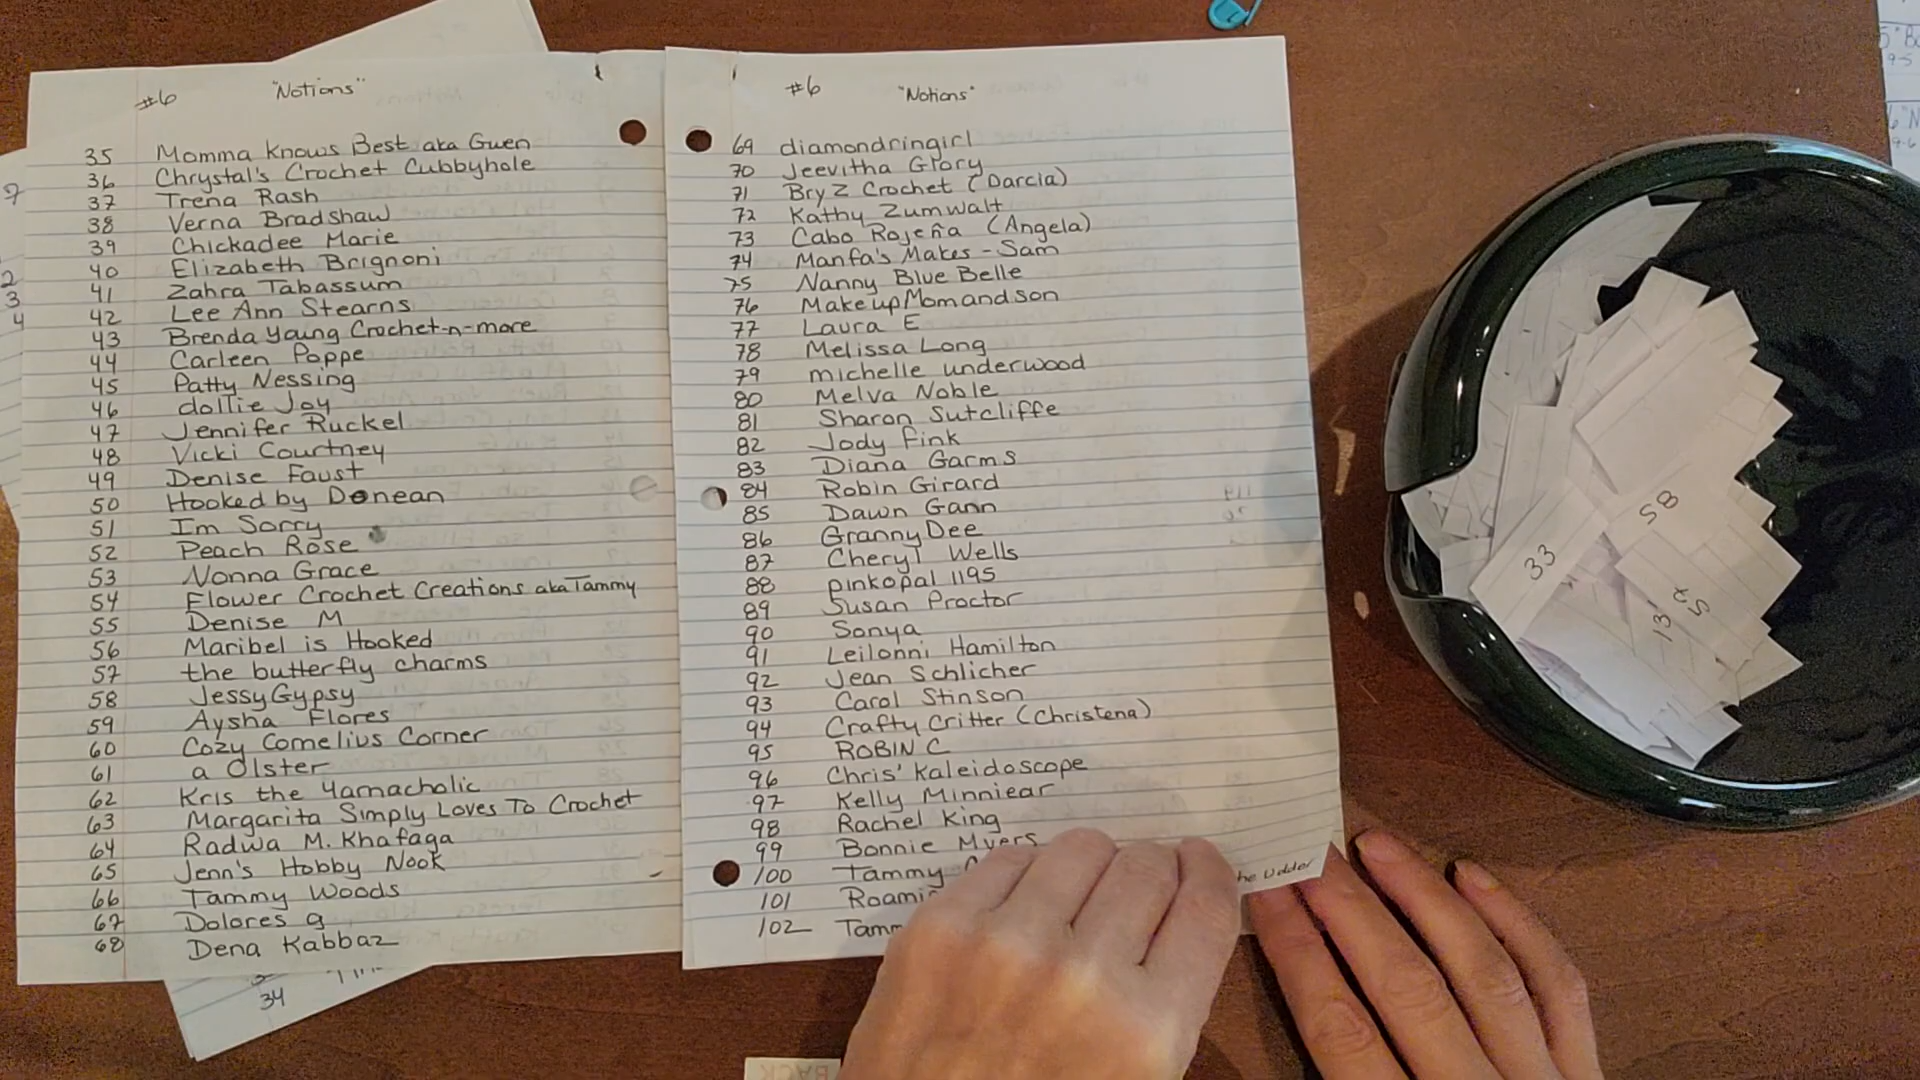 #6 "Notions"
35 Momma Knows Best aka Gwen
36 Chrystal's Crochet Cubbyhole
37 Trena Rash
38 Verna Bradshaw
39 Chickadee Marie
40 Elizabeth Brignoni
41 Zahra Tabassum
42 Lee Ann Stearns
43 Brenda Young Crochet-n-more
44 Carleen Poppe
45 Patty Nessing
46 dollie Joy
47 Jennifer Ruckel
48 Vicki Courtney
49 Denise Faust
50 Hooked by Donean
51 Im Sorry
52 Peach Rose
53 Nonna Grace
54 Flower Crochet Creations aka Tammy
55 Denise M
56 Maribel is Hooked
57 the butterfly charms
58 JessyGypsy
59 Aysha Flores
60 Cozy Cornelius Corner
61 a Olster
62 Kris the Yarnacholic
63 Margarita Simply Loves To Crochet
64 Radwa M. Khafaga
65 Jenn's Hobby Nook
66 Tammy Woods
67 Dolores g
68 Dena Kabbaz
34
#6 "Notions"
69 diamondringirl
70 Jeevitha Glory
71 Bry Z Crochet (Darcia)
72 Kathy Zumwalt
73 Cabo Rojeña (Angela)
74 Manfa's Makes - Sam
75 Nanny Blue Belle
76 MakeupMomandson
77 Laura E
78 Melissa Long
79 michelle underwood
80 Melva Noble
81 Sharon Sutcliffe
82 Jody Fink
83 Diana Garms
84 Robin Girard
85 Dawn Gann
86 Granny Dee
87 Cheryl Wells
88 pinkopal 1195
89 Susan Proctor
90 Sonya
91 Leilonni Hamilton
92 Jean Schlicher
93 Carol Stinson
94 Crafty Critter (Christena)
95 ROBIN C
96 Chris' Kaleidoscope
97 Kelly Minniear
98 Rachel King
99 Bonnie Myers
100 Tammy
101
102
Udder
33
58
57
131
BACK